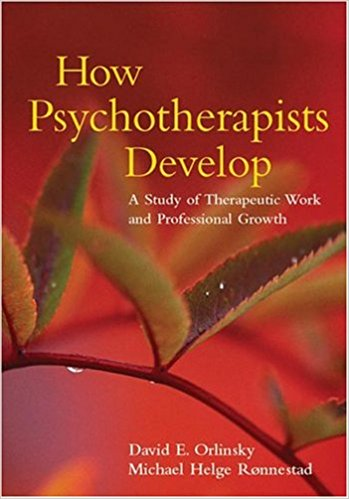 How
Psychotherapists
Develop
A Study of Therapeutic Work
and Professional Growth
David E. Orlinsky
Michael Helge Rønnestad